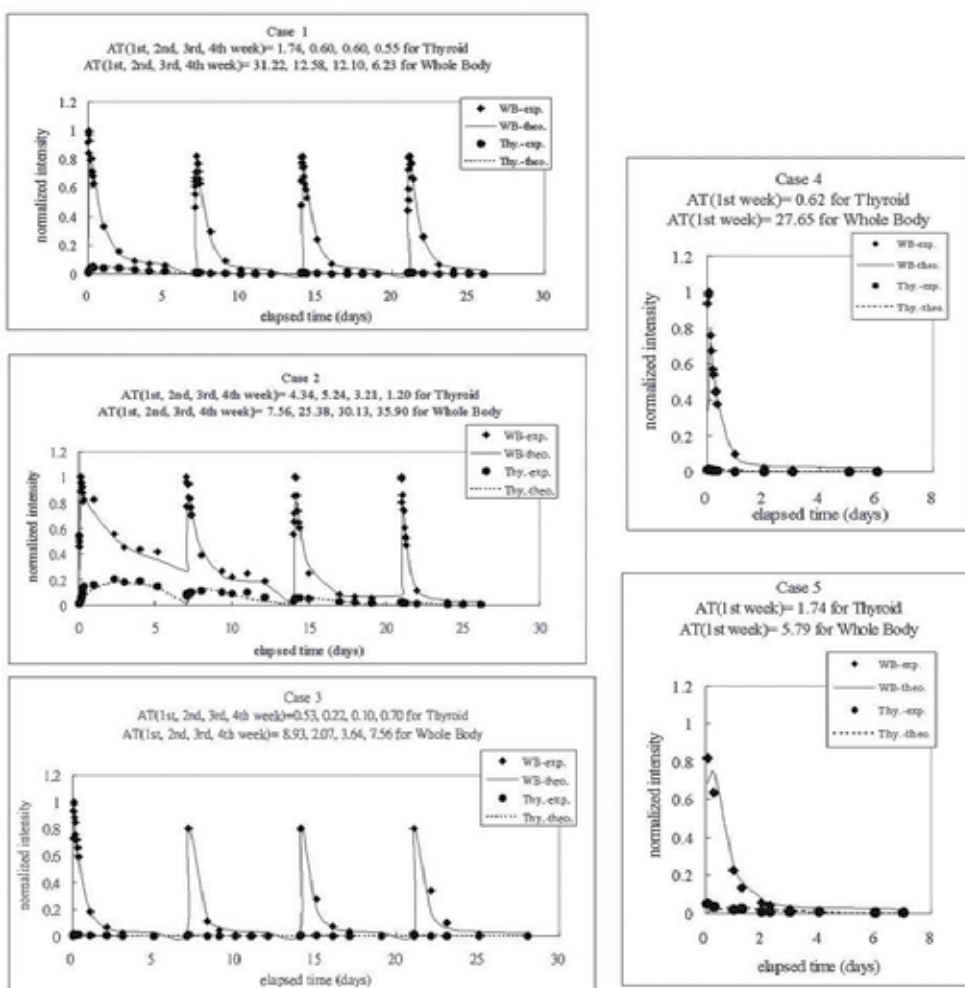 Case 1
AT(1st, 2nd, 3rd, 4th week)= 1.74, 0.60, 0.60, 0.55 for Thyroid
AT(1st, 2nd, 3rd, 4th week)= 31.22, 12.58, 12.10, 6.23 for Whole Body
1.2
1
0.8
0.6
0.4
0.2
0
normalized intensity
WB-exp.
WB-theo.
Thy.-exp.
Thy.-theo.
0 5 10 15 20 25 30
elapsed time (days)
Case 2
AT(1st, 2nd, 3rd, 4th week)= 4.34, 5.24, 3.21, 1.20 for Thyroid
AT(1st, 2nd, 3rd, 4th week)= 7.56, 25.38, 30.13, 35.90 for Whole Body
1.2
1
0.8
0.6
0.4
0.2
0
normalized intensity
WB-exp.
WB-theo.
Thy.-exp.
Thy.-theo.
0 5 10 15 20 25 30
elapsed time (days)
Case 3
AT(1st, 2nd, 3rd, 4th week)=0.53, 0.22, 0.10, 0.70 for Thyroid
AT(1st, 2nd, 3rd, 4th week)= 8.93, 2.07, 3.64, 7.56 for Whole Body
1.2
1
0.8
0.6
0.4
0.2
0
normalized intensity
WB-exp.
WB-theo.
Thy.-exp.
Thy.-theo.
0 5 10 15 20 25 30
elapsed time (days)
Case 4
AT(1st week)= 0.62 for Thyroid
AT(1st week)= 27.65 for Whole Body
1.2
1
0.8
0.6
0.4
0.2
0
normalized intensity
WB-exp.
WB-theo.
Thy.-exp.
Thy.-theo.
0 2 4 6 8
elapsed time (days)
Case 5
AT(1st week)= 1.74 for Thyroid
AT(1st week)= 5.79 for Whole Body
1.2
1
0.8
0.6
0.4
0.2
0
normalized intensity
WB-exp.
WB-theo.
Thy.-exp.
Thy.-theo.
0 2 4 6 8
elapsed time (days)